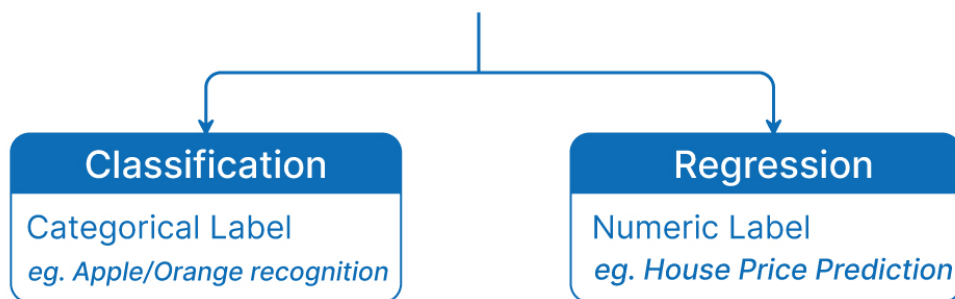 Classification
Categorical Label
eg. Apple/Orange recognition
Regression
Numeric Label
eg. House Price Prediction